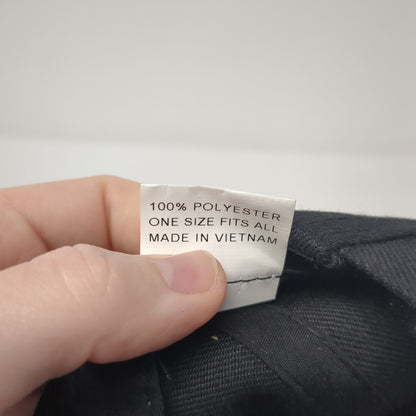 100% POLYESTER
ONE SIZE FITS ALL
MADE IN VIETNAM